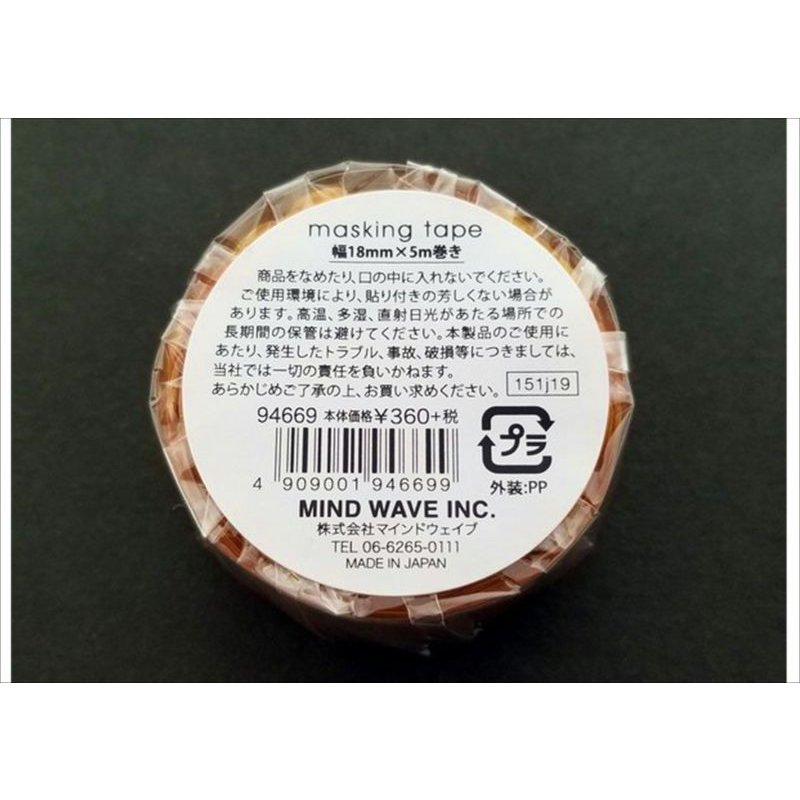 masking tape
幅18mm×5m巻き
商品をなめたり、口の中に入れないでください。
ご使用環境により、貼り付きの芳しくない場合が
あります。高温、多湿、直射日光があたる場所での
長期間の保管は避けてください。本製品のご使用に
あたり、発生したトラブル、事故、破損等につきましては、
当社では一切の責任を負いかねます。
あらかじめご了承の上、お買い求めください。 151j19
94669 本体価格¥360+税
プラ
4 909001 946699
外装:PP
MIND WAVE INC.
株式会社マインドウェイブ
TEL 06-6265-0111
MADE IN JAPAN